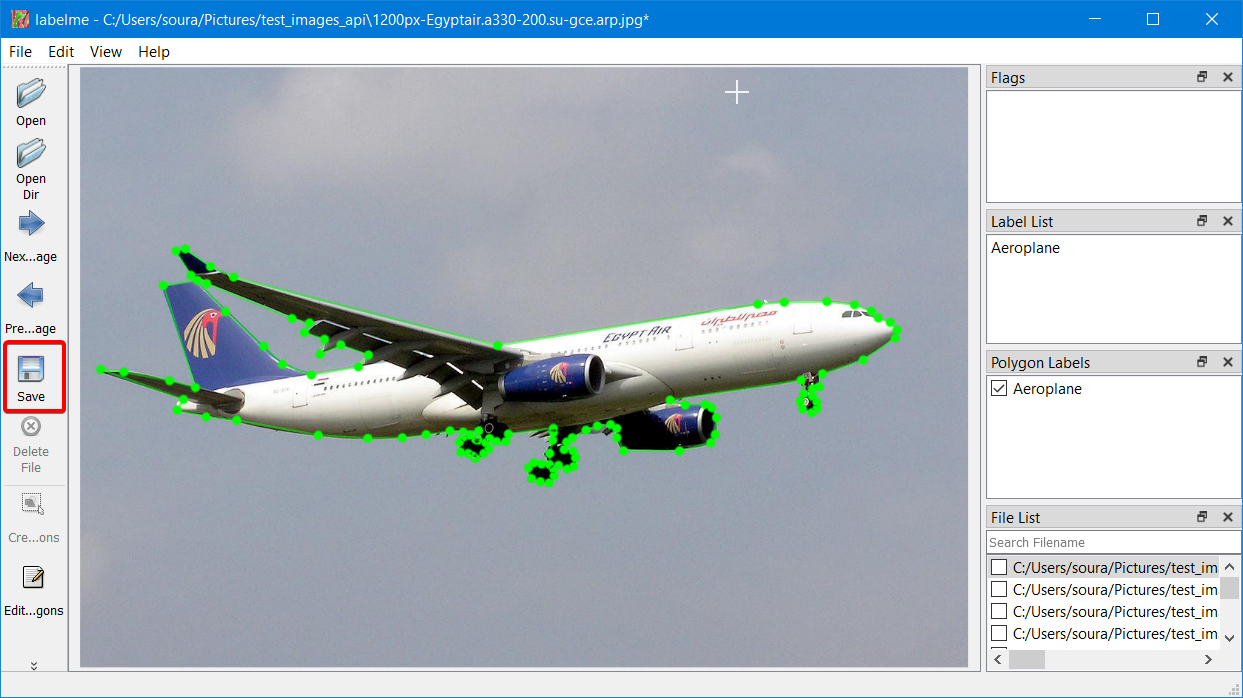 labelme - C:/Users/soura/Pictures/test_images_api\1200px-Egyptair.a330-200.su-gce.arp.jpg*
File Edit View Help
Open
Open
Dir
Nex...age
Pre...age
Save
Delete
File
Cre...ons
Edit...gons
EGYPT AIR
مصر للطيران
Flags
Label List
Aeroplane
Polygon Labels
Aeroplane
File List
Search Filename
C:/Users/soura/Pictures/test_im
C:/Users/soura/Pictures/test_im
C:/Users/soura/Pictures/test_im
C:/Users/soura/Pictures/test_im